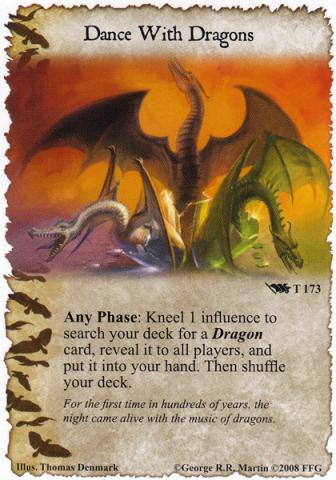 Dance With Dragons
T 173
Any Phase: Kneel 1 influence to
search your deck for a Dragon
card, reveal it to all players, and
put it into your hand. Then shuffle
your deck.
For the first time in hundreds of years, the
night came alive with the music of dragons.
Illus. Thomas Denmark ©George R.R. Martin ©2008 FFG